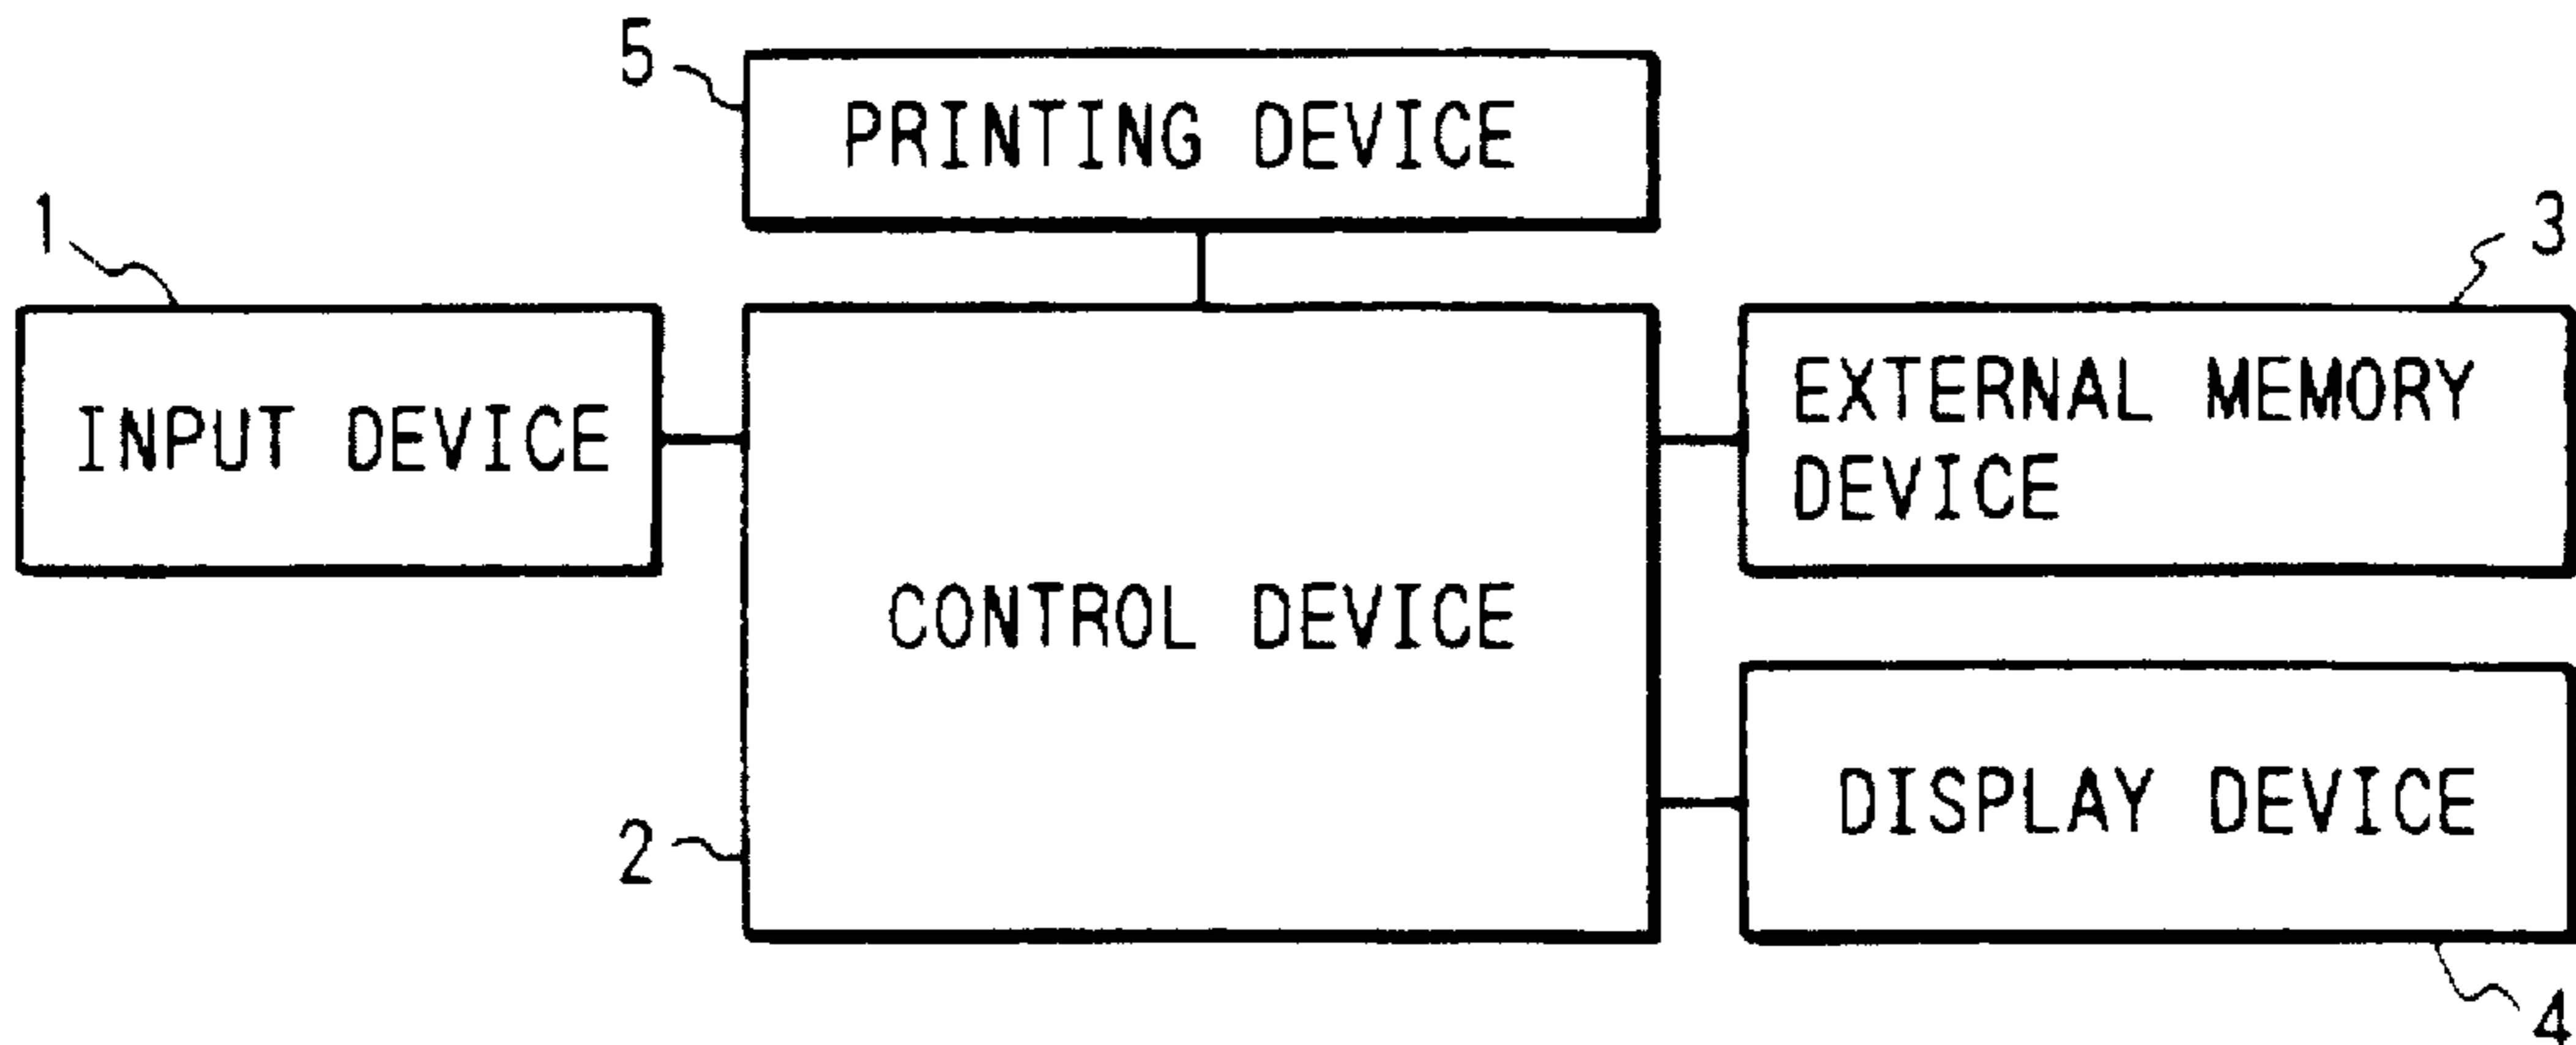 5
PRINTING DEVICE
1
3
INPUT DEVICE
EXTERNAL MEMORY
DEVICE
CONTROL DEVICE
2
DISPLAY DEVICE
4